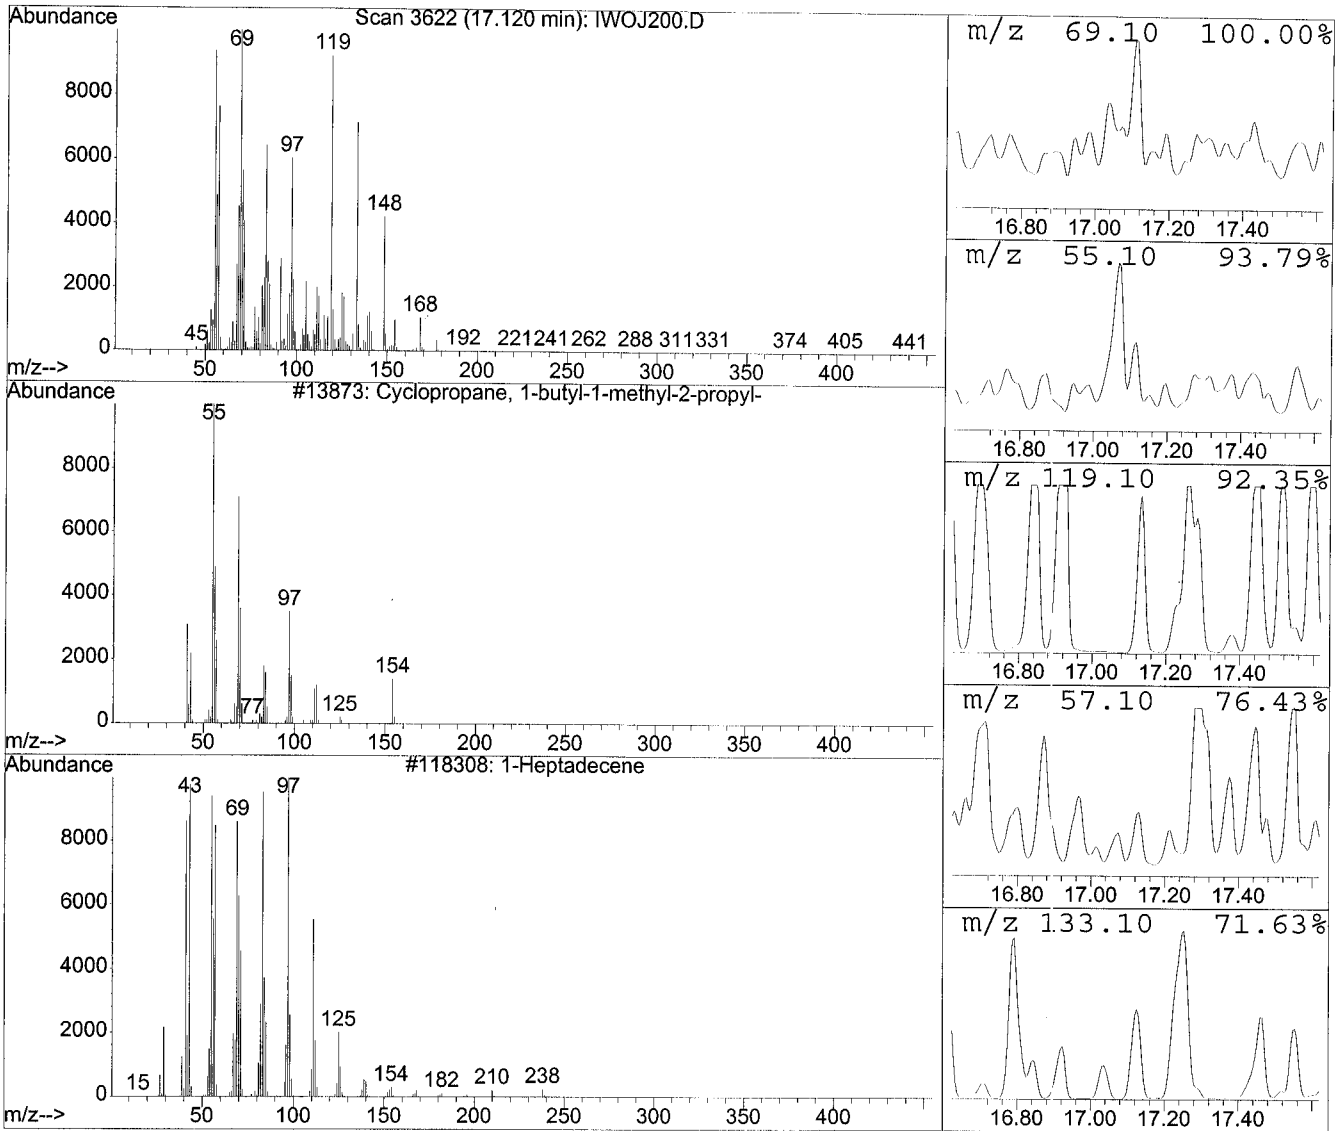 Abundance
Scan 3622 (17.120 min): IWOJ200.D
69
119
8000
6000
97
4000
148
2000
168
45
192
221
241
262
288
311
331
374
405
441
0
50 100 150 200 250 300 350 400
m/z-->
Abundance
#13873: Cyclopropane, 1-butyl-1-methyl-2-propyl-
55
8000
6000
4000
97
2000
154
77
125
0
50 100 150 200 250 300 350 400
m/z-->
Abundance
#118308: 1-Heptadecene
43
97
69
8000
6000
4000
2000
125
15
154
182
210
238
0
50 100 150 200 250 300 350 400
m/z-->
m/z 69.10 100.00%
16.80 17.00 17.20 17.40
m/z 55.10 93.79%
16.80 17.00 17.20 17.40
m/z 119.10 92.35%
16.80 17.00 17.20 17.40
m/z 57.10 76.43%
16.80 17.00 17.20 17.40
m/z 133.10 71.63%
16.80 17.00 17.20 17.40